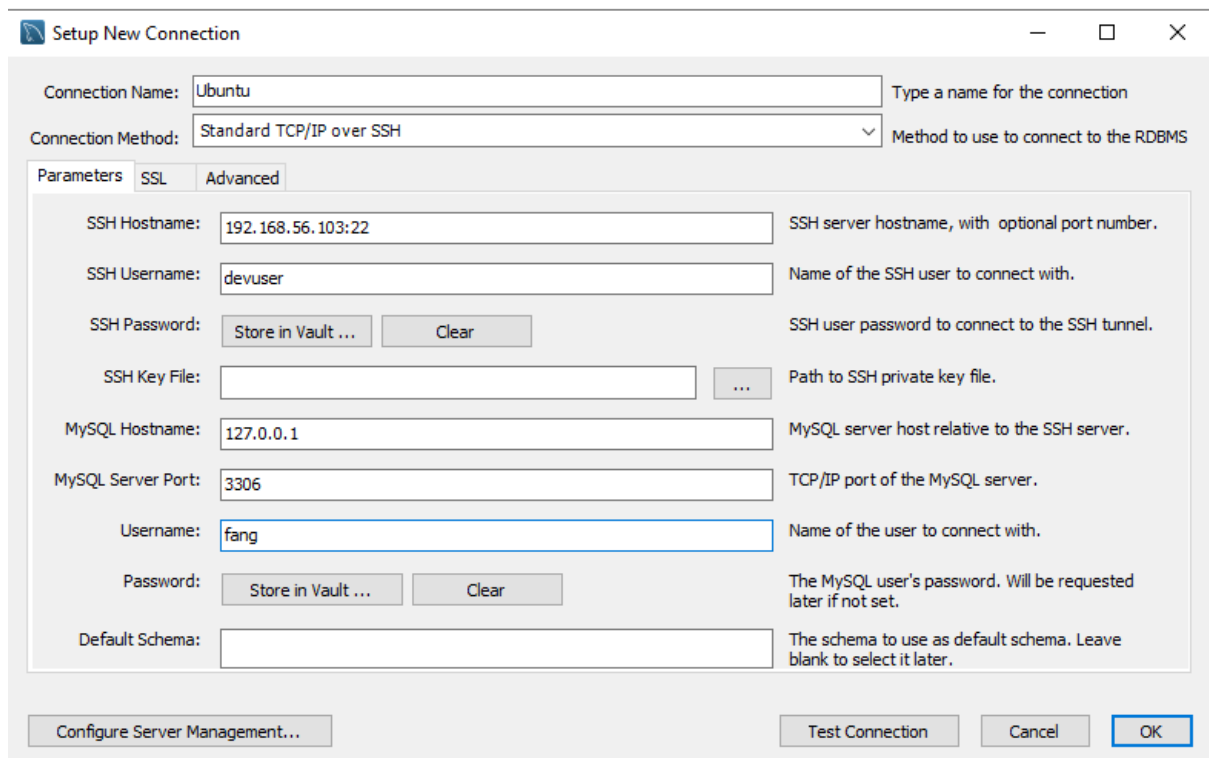 Setup New Connection
Connection Name: Ubuntu Type a name for the connection
Connection Method: Standard TCP/IP over SSH Method to use to connect to the RDBMS
Parameters SSL Advanced
SSH Hostname: 192.168.56.103:22 SSH server hostname, with optional port number.
SSH Username: devuser Name of the SSH user to connect with.
SSH Password: Store in Vault ... Clear SSH user password to connect to the SSH tunnel.
SSH Key File: ... Path to SSH private key file.
MySQL Hostname: 127.0.0.1 MySQL server host relative to the SSH server.
MySQL Server Port: 3306 TCP/IP port of the MySQL server.
Username: fang Name of the user to connect with.
Password: Store in Vault ... Clear The MySQL user's password. Will be requested
later if not set.
Default Schema: The schema to use as default schema. Leave
blank to select it later.
Configure Server Management... Test Connection Cancel OK